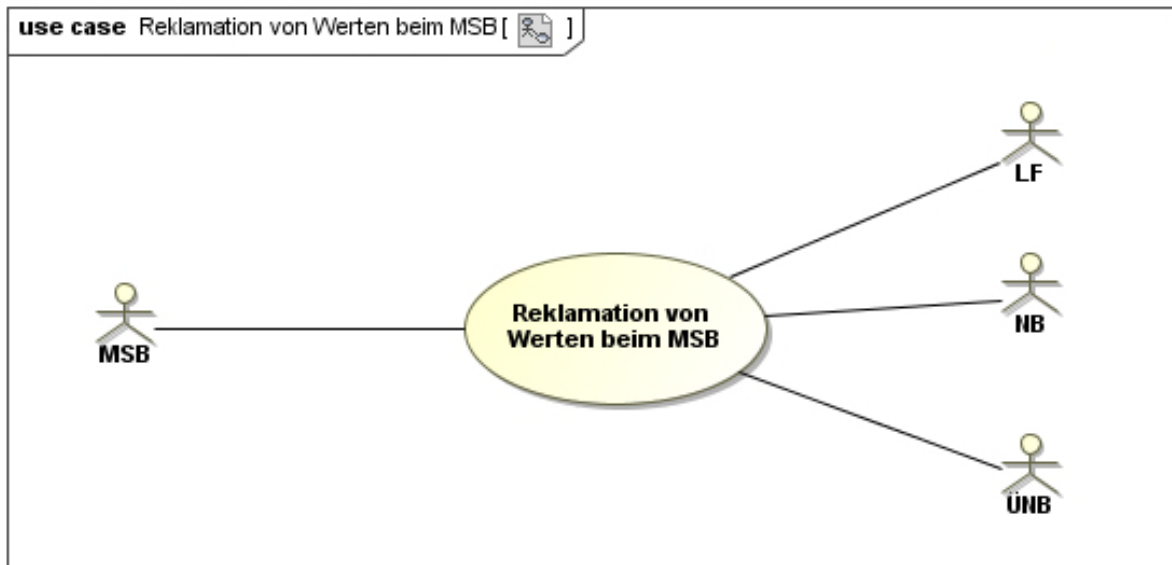 use case Reklamation von Werten beim MSB [ ]
LF
Reklamation von
Werten beim MSB
MSB
NB
ÜNB